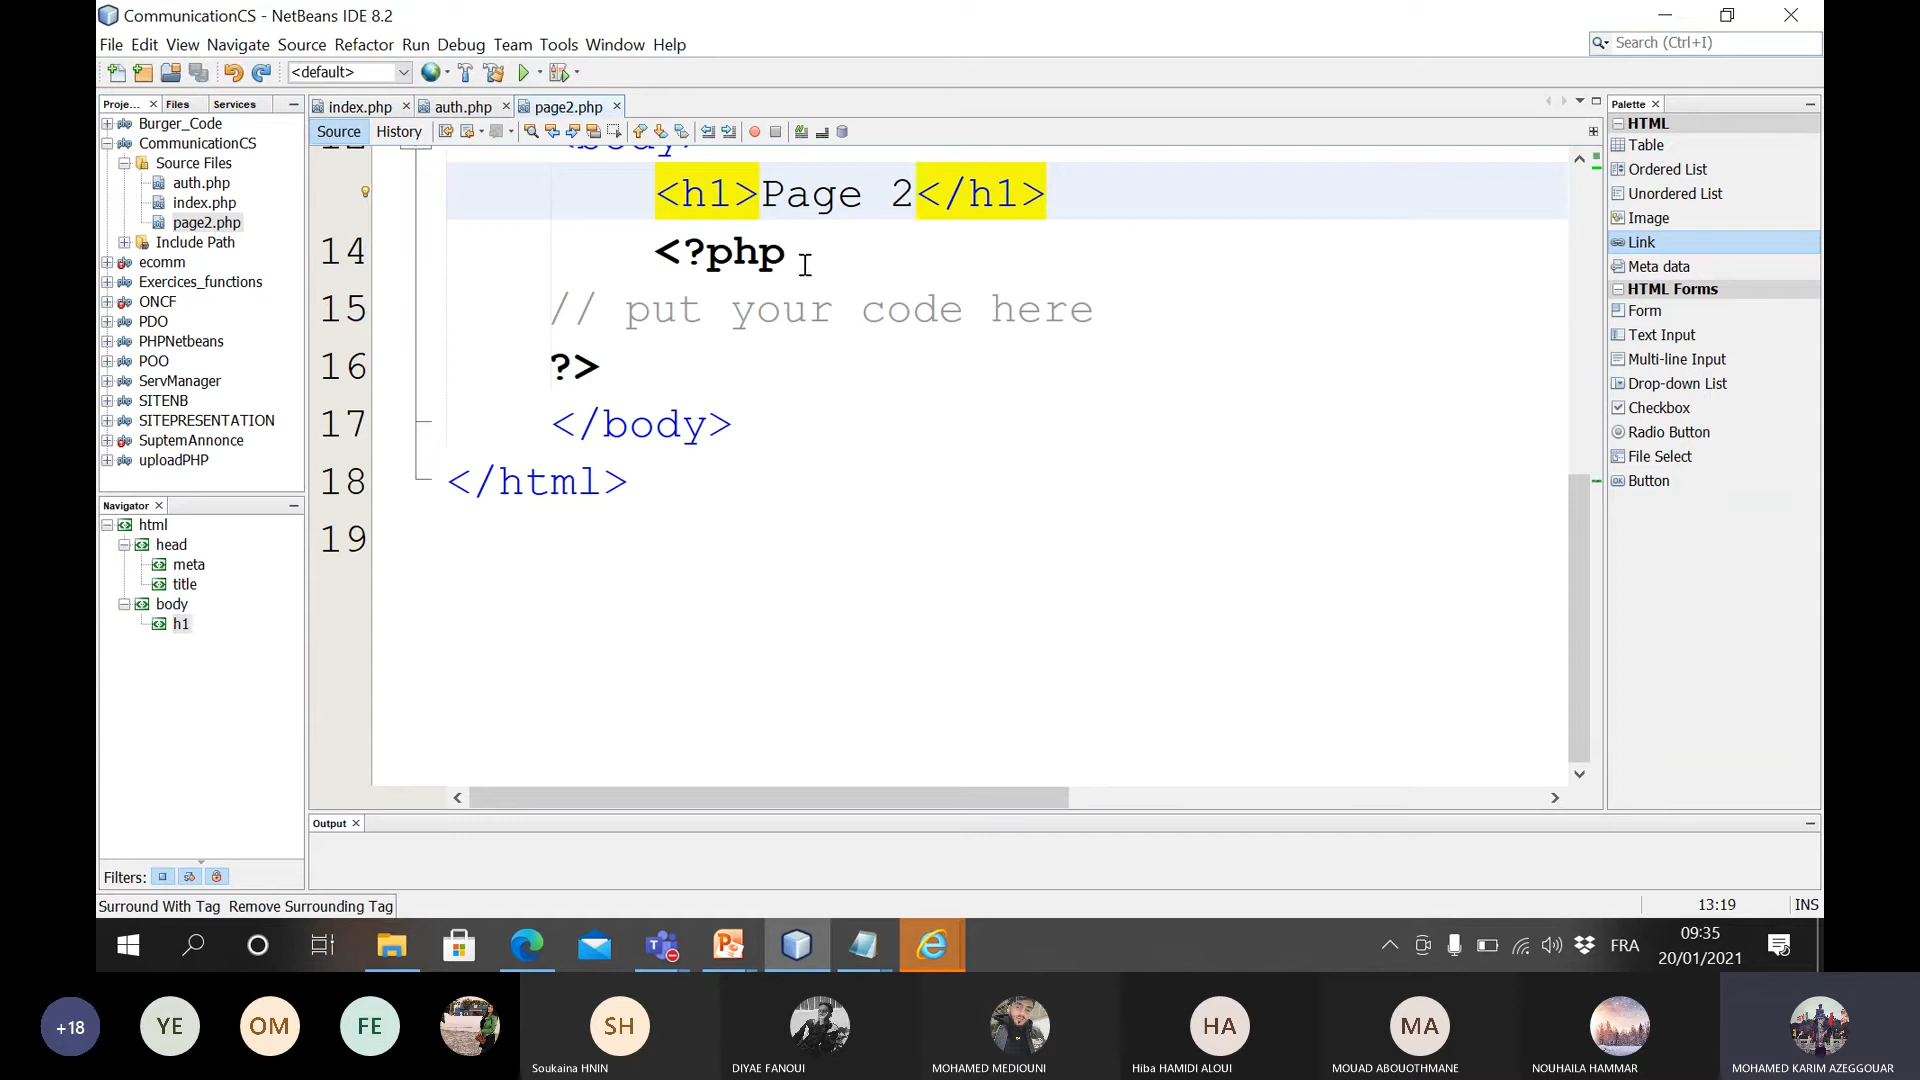 CommunicationCS - NetBeans IDE 8.2
File Edit View Navigate Source Refactor Run Debug Team Tools Window Help
Search (Ctrl+I)
<default>
Proje... Files Services
Burger_Code
CommunicationCS
Source Files
auth.php
index.php
page2.php
Include Path
ecomm
Exercices_functions
ONCF
PDO
PHPNetbeans
POO
ServManager
SITENB
SITEPRESENTATION
SuptemAnnonce
uploadPHP
Navigator
html
head
meta
title
body
h1
Filters:
index.php auth.php page2.php
Source History
12 <body>
<h1>Page 2</h1>
14 <?php
15 // put your code here
16 ?>
17 </body>
18 </html>
19
Output
Palette
HTML
Table
Ordered List
Unordered List
Image
Link
Meta data
HTML Forms
Form
Text Input
Multi-line Input
Drop-down List
Checkbox
Radio Button
File Select
Button
Surround With Tag Remove Surrounding Tag
13:19 INS
FRA
09:35
20/01/2021
+18
YE
OM
FE
SH
Soukaina HNIN
DIYAE FANOUI
MOHAMED MEDIOUNI
HA
Hiba HAMIDI ALOUI
MA
MOUAD ABOUOTHMANE
NOUHAILA HAMMAR
MOHAMED KARIM AZEGGOUAR